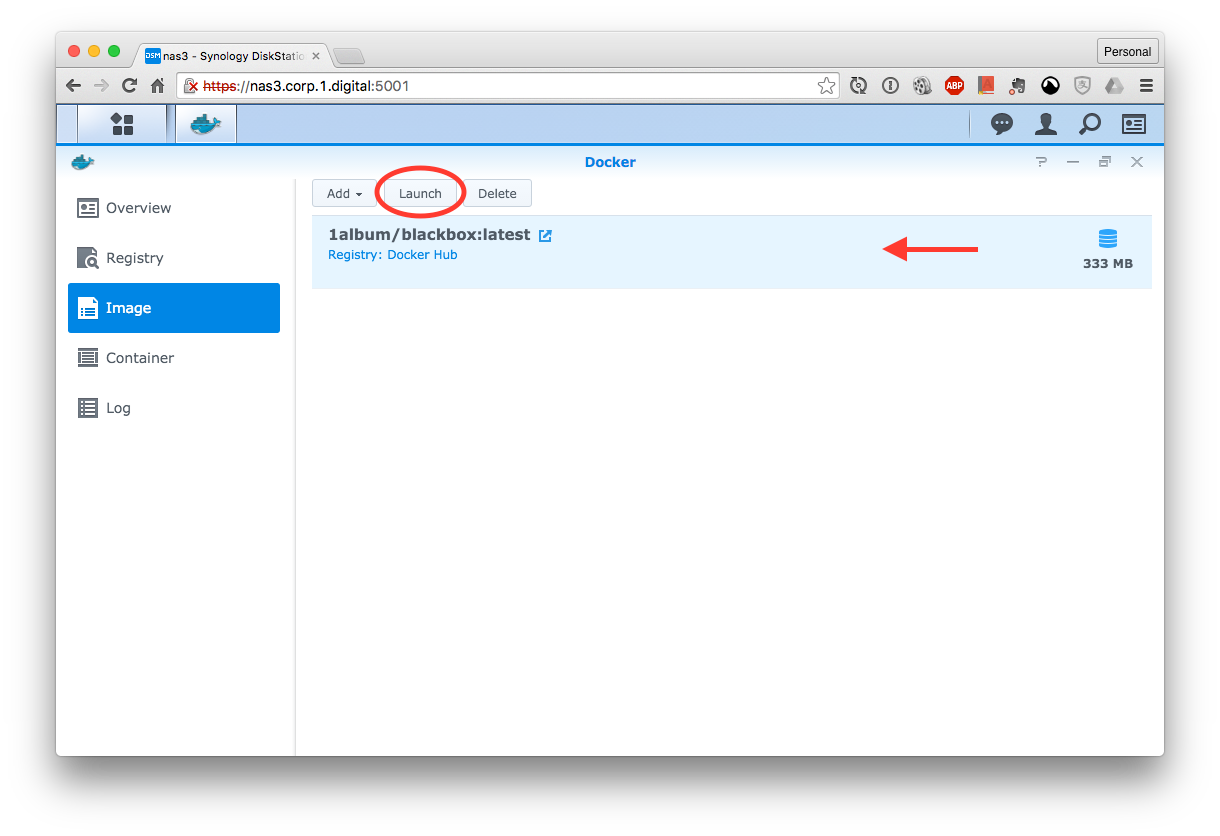 DSM nas3 - Synology DiskStatio
Personal
https://nas3.corp.1.digital:5001
ABP
Docker
Overview
Registry
Image
Container
Log
Add Launch Delete
1album/blackbox:latest
Registry: Docker Hub
333 MB